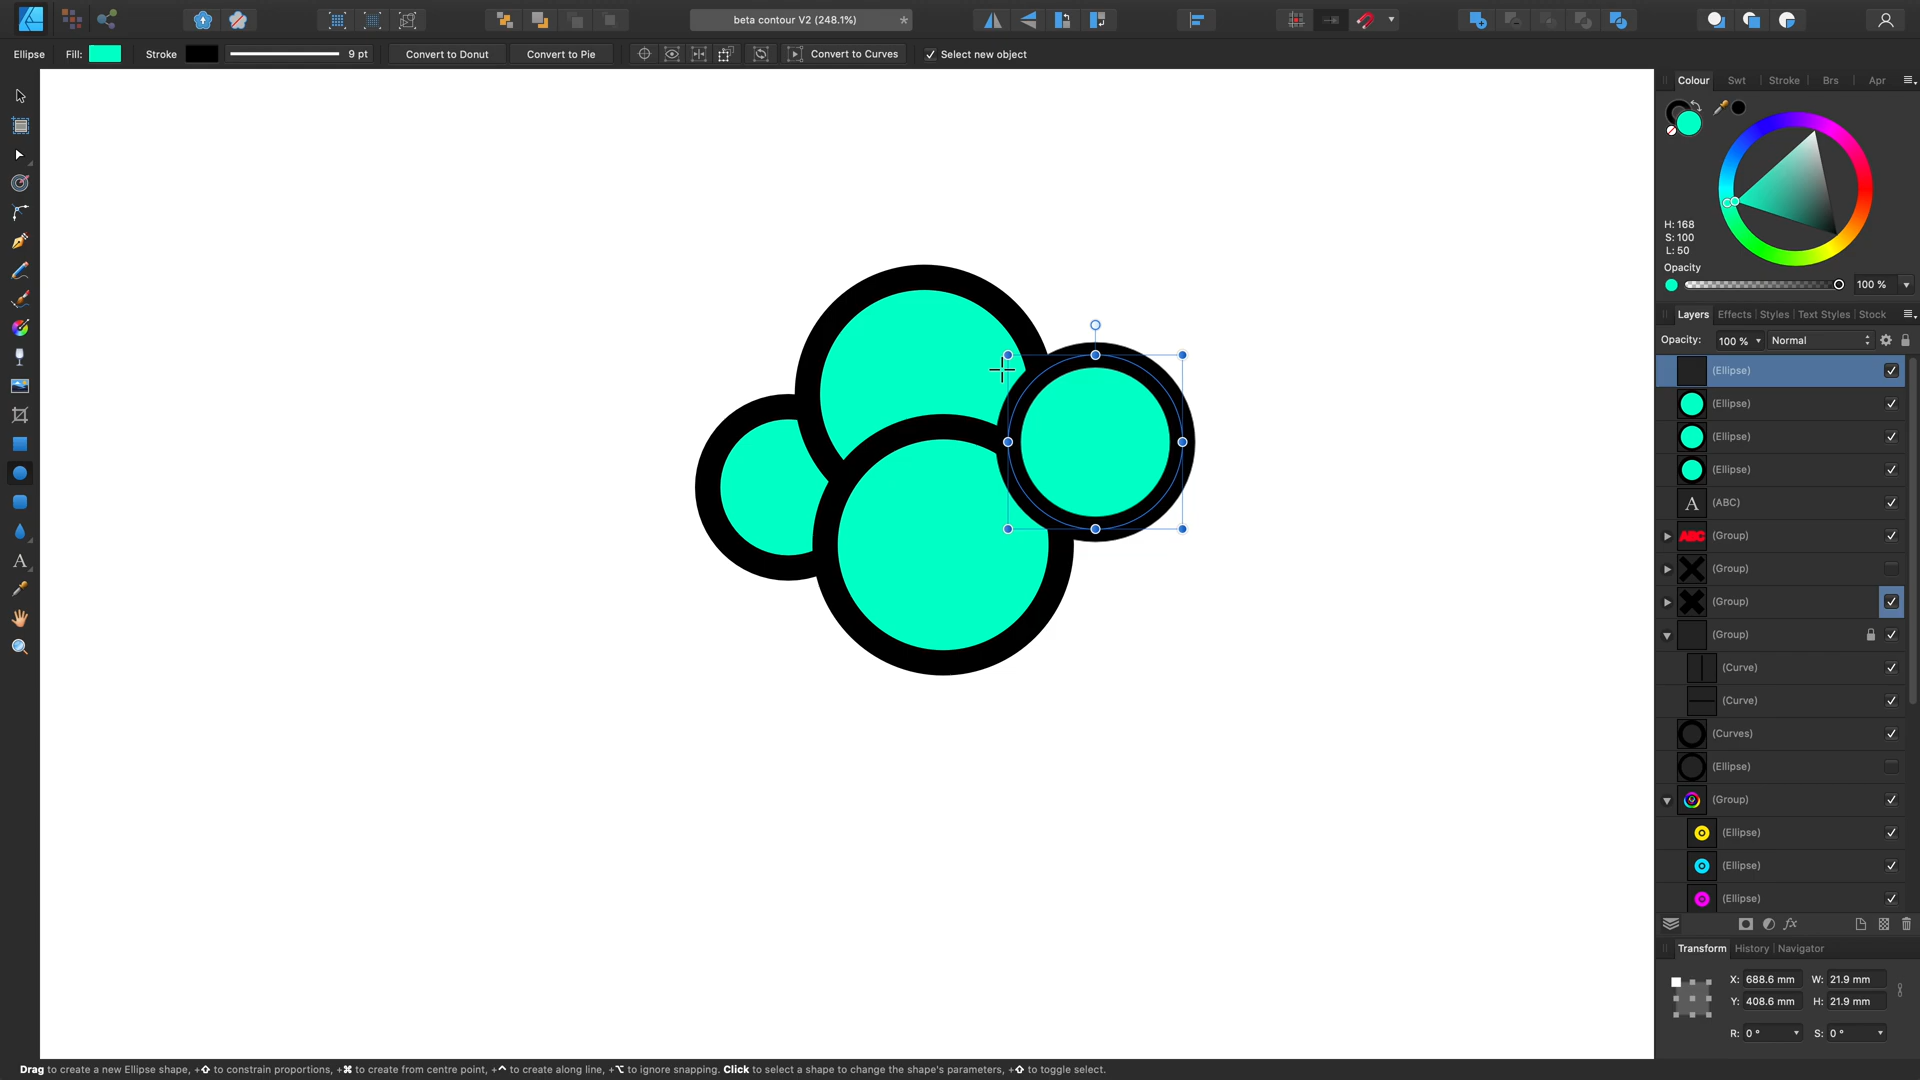 beta contour V2 (248.1%)
Ellipse Fill: Stroke 9 pt Convert to Donut Convert to Pie Convert to Curves Select new object
Colour Swt Stroke Brs Apr
H: 168
S: 100
L: 50
Opacity
100 %
Layers Effects Styles Text Styles Stock
Opacity: 100 % Normal
(Ellipse)
(Ellipse)
(Ellipse)
(Ellipse)
A (ABC)
ABC (Group)
(Group)
(Group)
(Group)
(Curve)
(Curve)
(Curves)
(Ellipse)
(Group)
(Ellipse)
(Ellipse)
(Ellipse)
fx
Transform History Navigator
X: 688.6 mm W: 21.9 mm
Y: 408.6 mm H: 21.9 mm
R: 0 ° S: 0 °
Drag to create a new Ellipse shape, +⇧ to constrain proportions, +⌘ to create from centre point, +^ to create along line, +⌥ to ignore snapping. Click to select a shape to change the shape's parameters, +⇧ to toggle select.